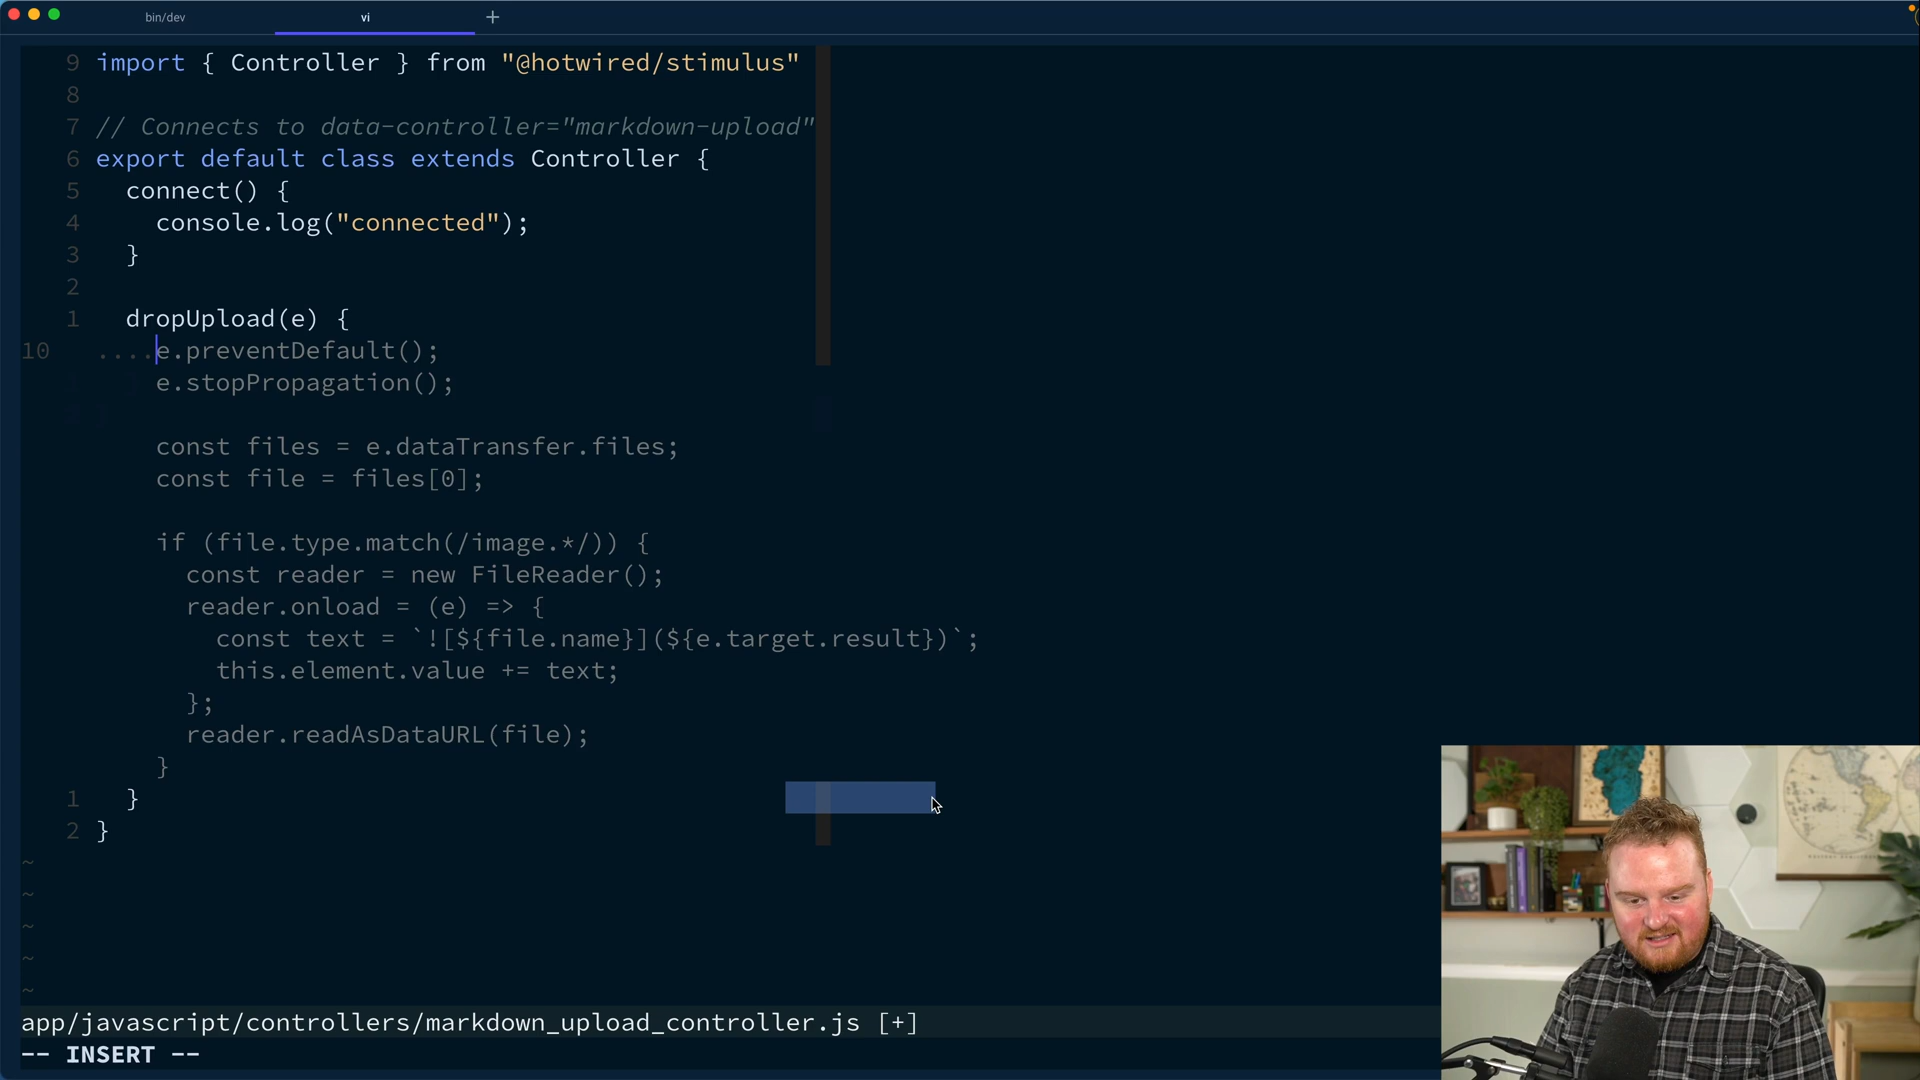 bin/dev
vi
+
9 import { Controller } from "@hotwired/stimulus"
8
7 // Connects to data-controller="markdown-upload"
6 export default class extends Controller {
5   connect() {
4     console.log("connected");
3   }
2
1   dropUpload(e) {
10 ....e.preventDefault();
    e.stopPropagation();
    const files = e.dataTransfer.files;
    const file = files[0];
    if (file.type.match(/image.*/)) {
      const reader = new FileReader();
      reader.onload = (e) => {
        const text = `![${file.name}](${e.target.result})`;
        this.element.value += text;
      };
      reader.readAsDataURL(file);
    }
1   }
2 }
~
~
~
~
~
app/javascript/controllers/markdown_upload_controller.js [+]
-- INSERT --